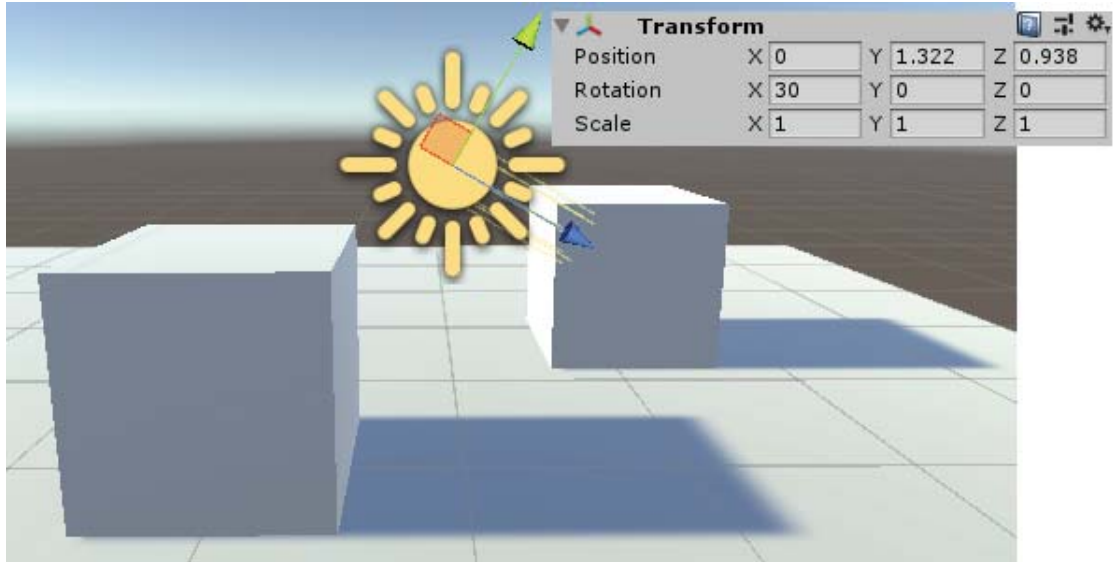 Transform
Position X 0 Y 1.322 Z 0.938
Rotation X 30 Y 0 Z 0
Scale X 1 Y 1 Z 1